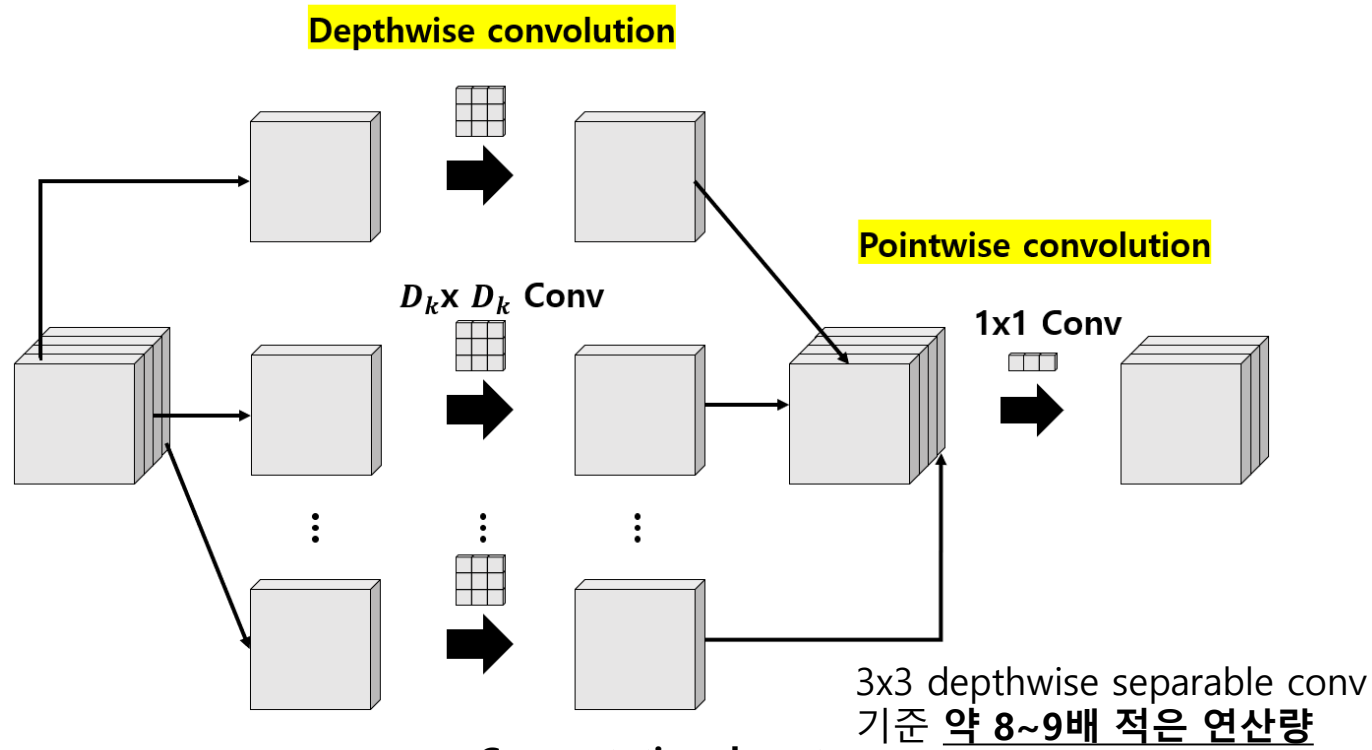 Depthwise convolution
Pointwise convolution
D_k x D_k Conv
1x1 Conv
3x3 depthwise separable conv
기준 약 8~9배 적은 연산량